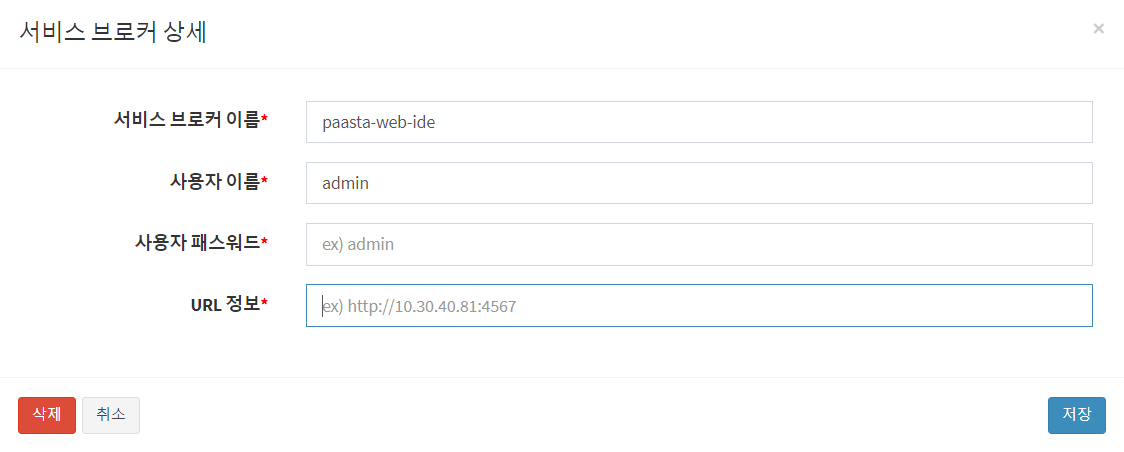 서비스 브로커 상세
×
서비스 브로커 이름*
paasta-web-ide
사용자 이름*
admin
사용자 패스워드*
ex) admin
URL 정보*
ex) http://10.30.40.81:4567
삭제
취소
저장